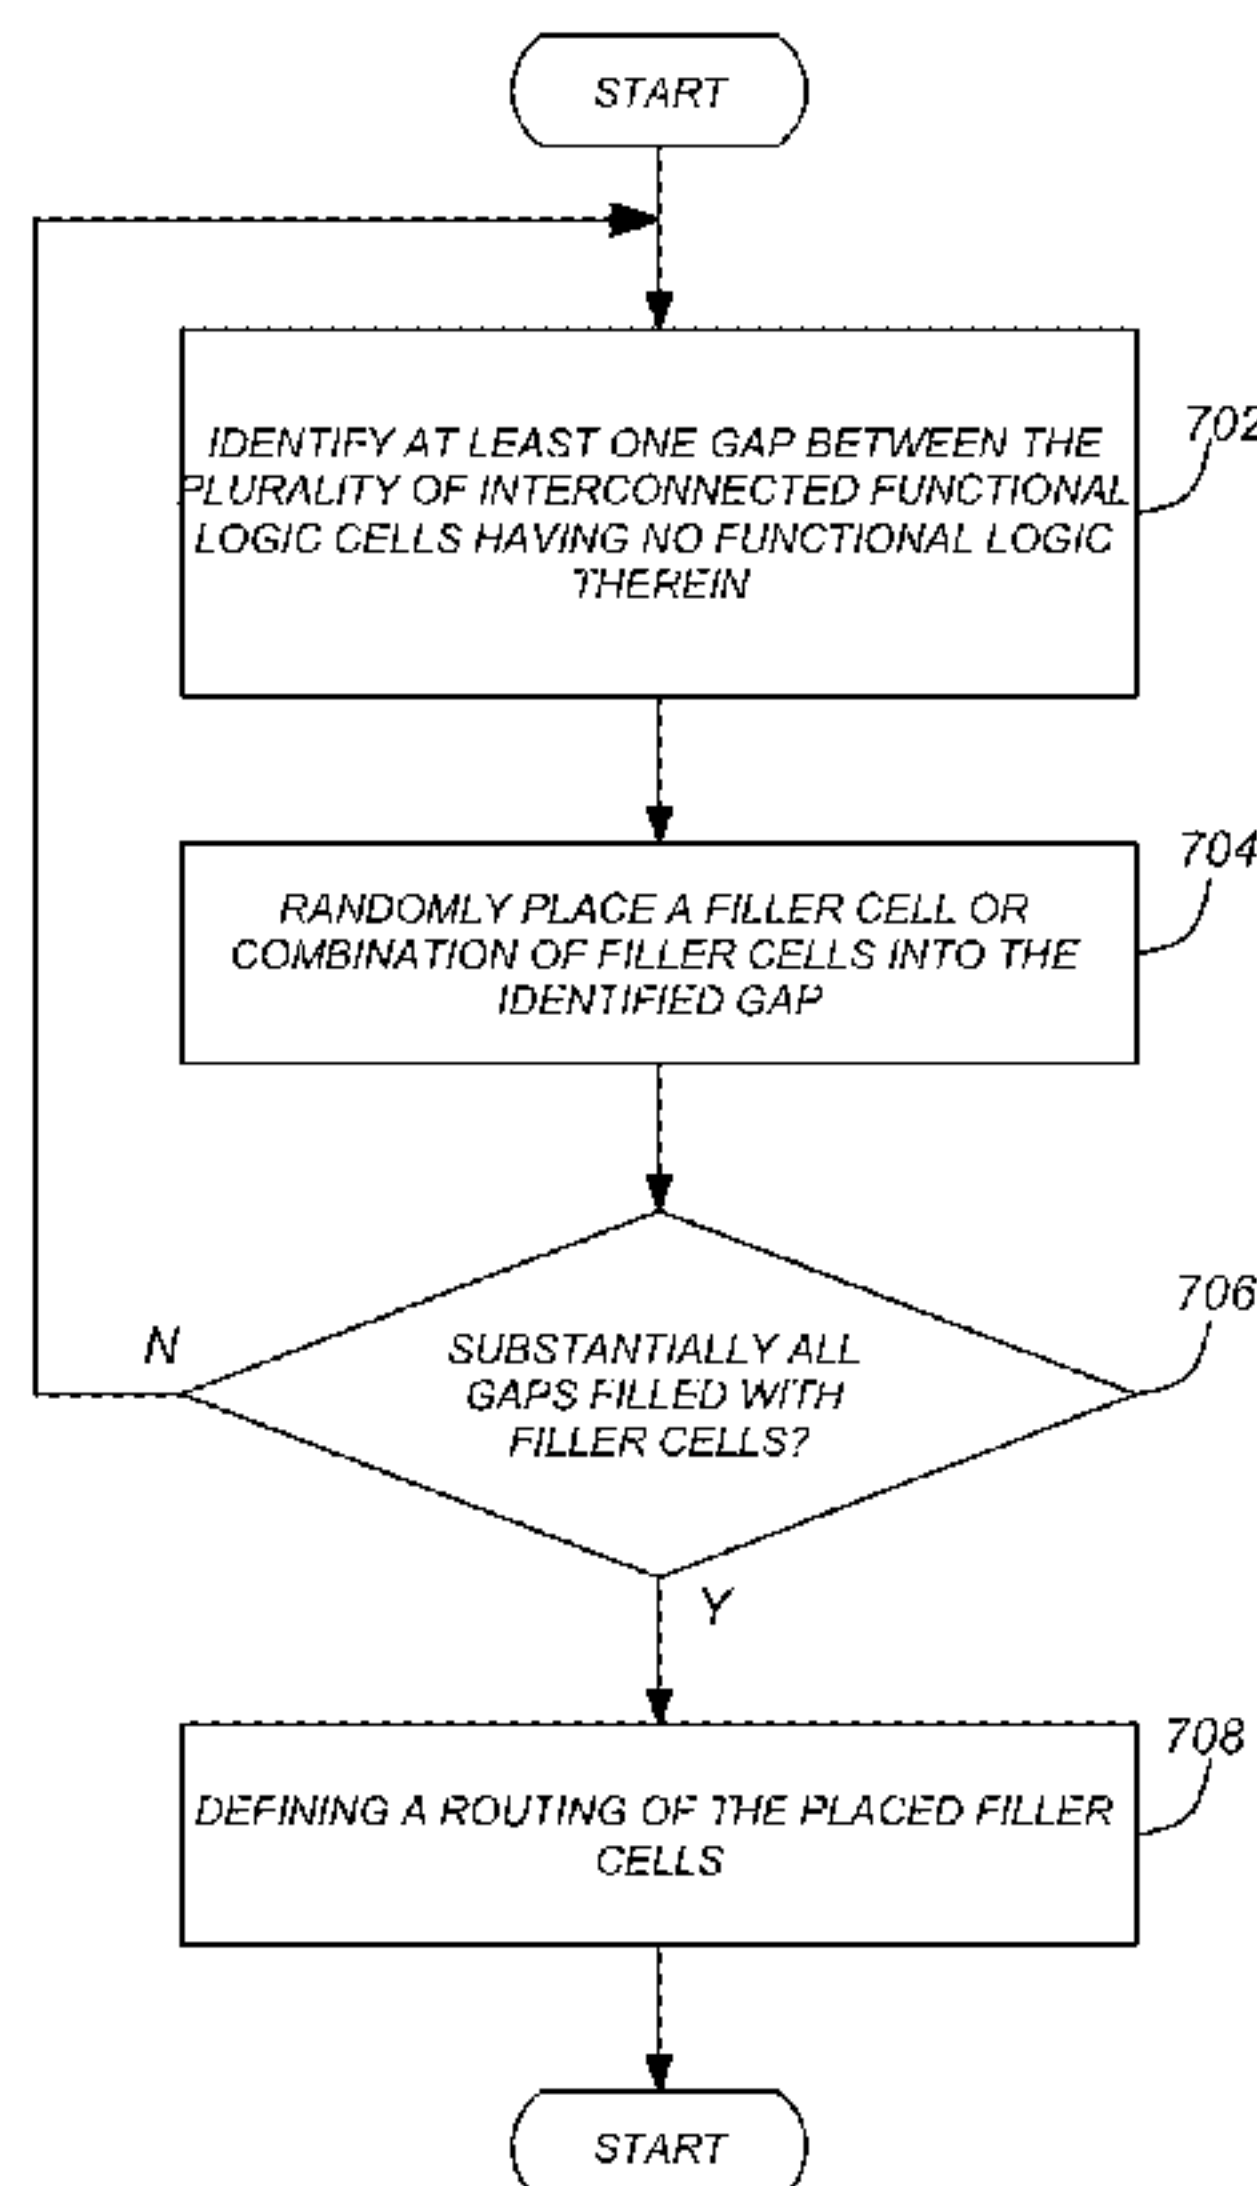 START
IDENTIFY AT LEAST ONE GAP BETWEEN THE
PLURALITY OF INTERCONNECTED FUNCTIONAL
LOGIC CELLS HAVING NO FUNCTIONAL LOGIC
THEREIN
702
RANDOMLY PLACE A FILLER CELL OR
COMBINATION OF FILLER CELLS INTO THE
IDENTIFIED GAP
704
SUBSTANTIALLY ALL
GAPS FILLED WITH
FILLER CELLS?
706
N
Y
DEFINING A ROUTING OF THE PLACED FILLER
CELLS
708
START